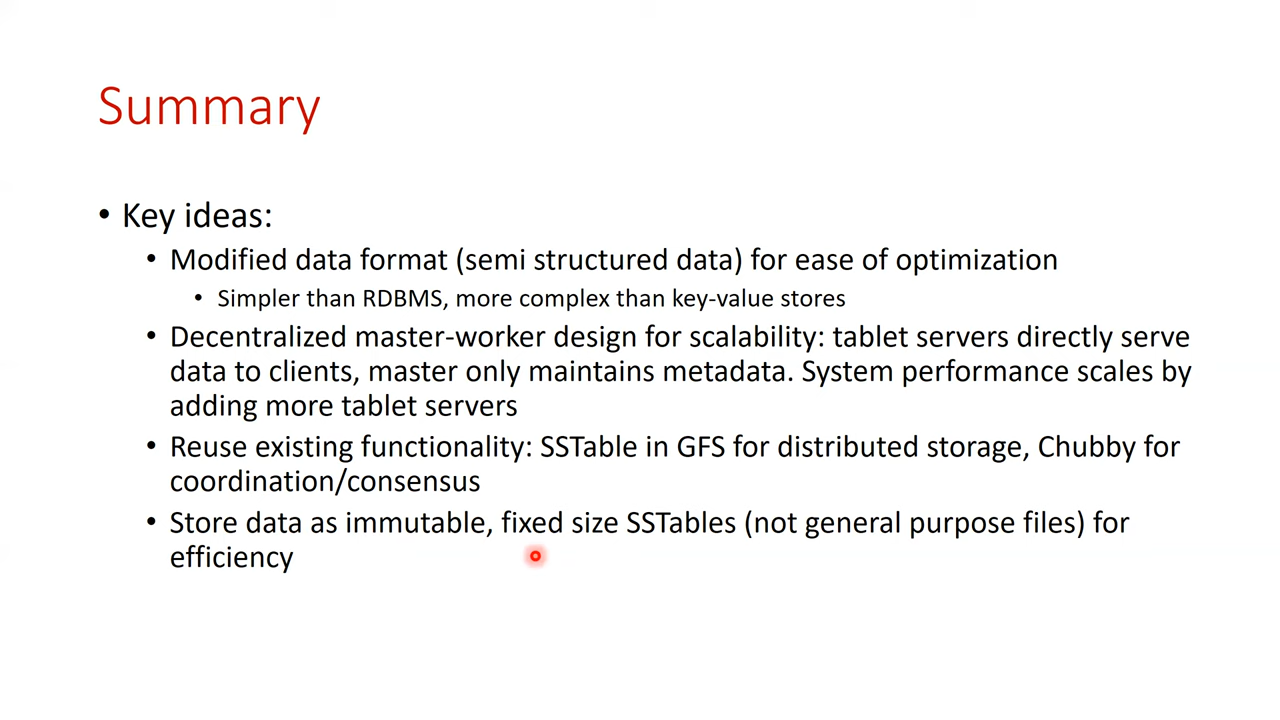 Summary
• Key ideas:
• Modified data format (semi structured data) for ease of optimization
• Simpler than RDBMS, more complex than key-value stores
• Decentralized master-worker design for scalability: tablet servers directly serve
data to clients, master only maintains metadata. System performance scales by
adding more tablet servers
• Reuse existing functionality: SSTable in GFS for distributed storage, Chubby for
coordination/consensus
• Store data as immutable, fixed size SSTables (not general purpose files) for
efficiency